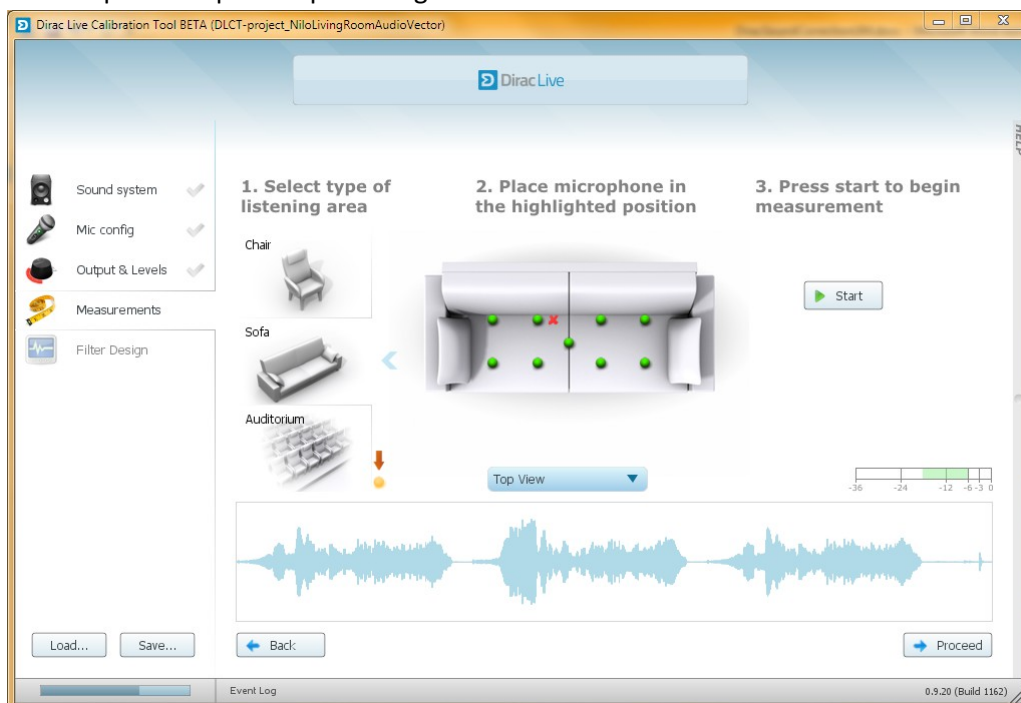 Dirac Live Calibration Tool BETA (DLCT-project_NiloLivingRoomAudioVector)
Dirac Live
HELP
Sound system
Mic config
Output & Levels
Measurements
Filter Design
1. Select type of
listening area
2. Place microphone in
the highlighted position
3. Press start to begin
measurement
Chair
Sofa
Auditorium
Start
Top View
-36 -24 -12 -6 -3 0
Load... Save...
Back
Proceed
Event Log
0.9.20 (Build 1162)